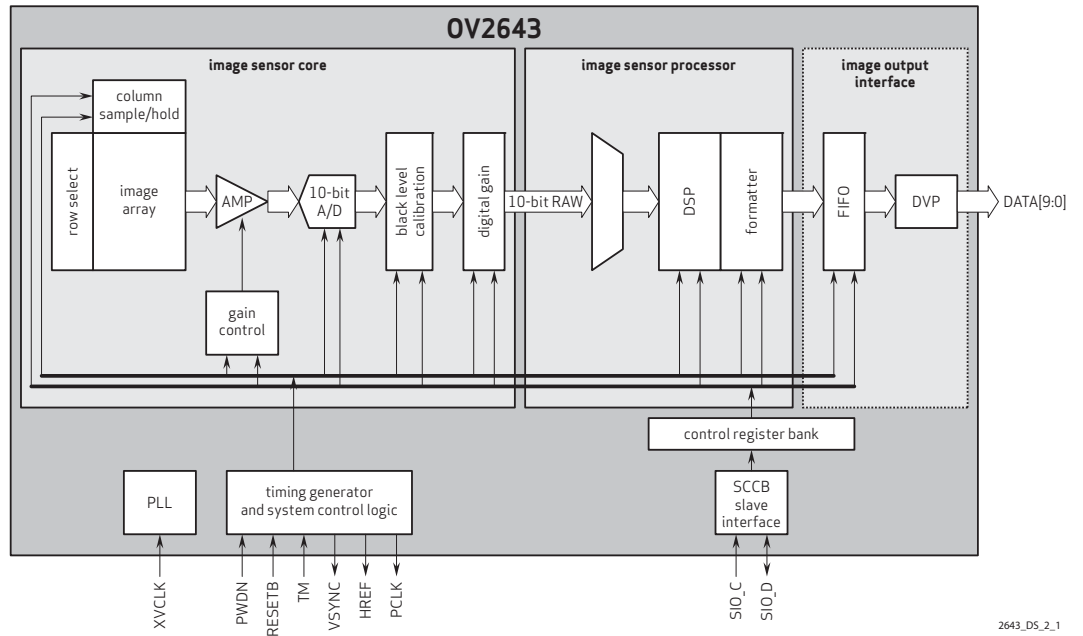 OV2643
image sensor core
image sensor processor
image output
interface
column
sample/hold
row select
image
array
AMP
10-bit
A/D
black level
calibration
digital gain
10-bit RAW
DSP
formatter
FIFO
DVP
DATA[9:0]
gain
control
control register bank
PLL
timing generator
and system control logic
SCCB
slave
interface
XVCLK
PWDN
RESETB
TM
VSYNC
HREF
PCLK
SIO_C
SIO_D
2643_DS_2_1